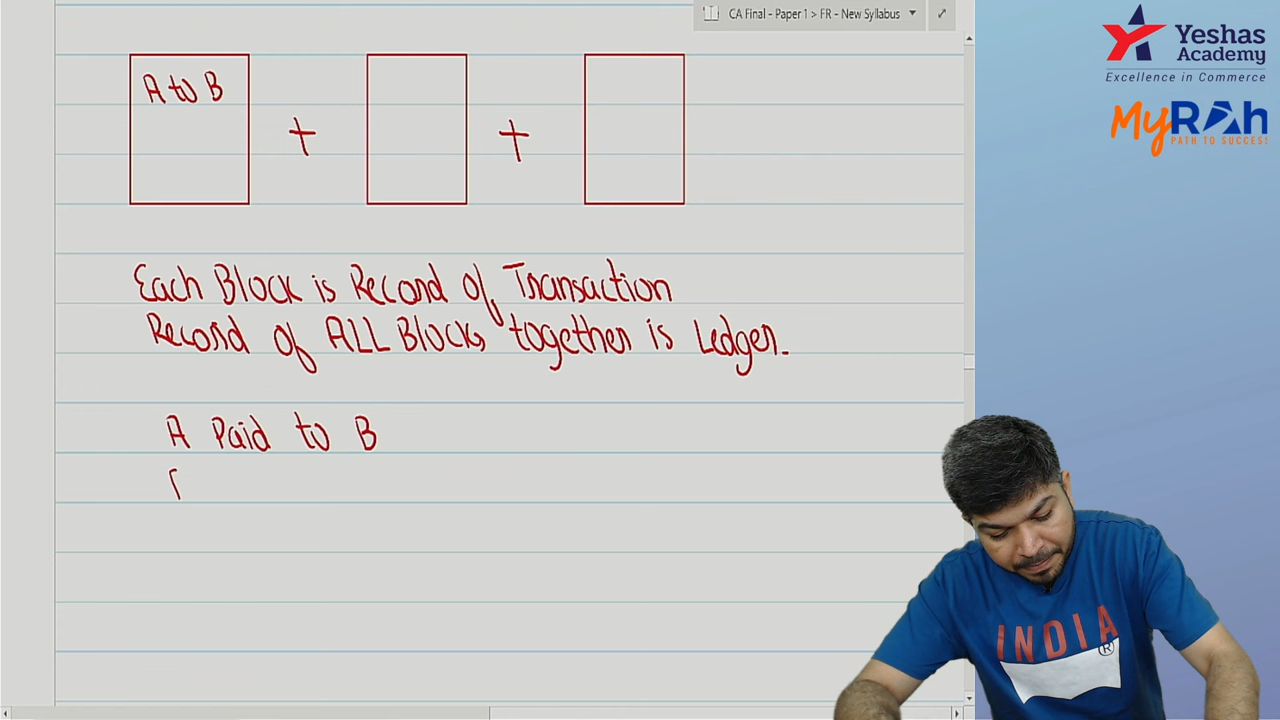 CA Final - Paper 1 > FR - New Syllabus
Yeshas
Academy
Excellence in Commerce
MyRAh
PATH TO SUCCESS
A to B
+
+
Each Block is Record of Transaction
Record of ALL Blocks together is Ledger.
A Paid to B
INDIA
®